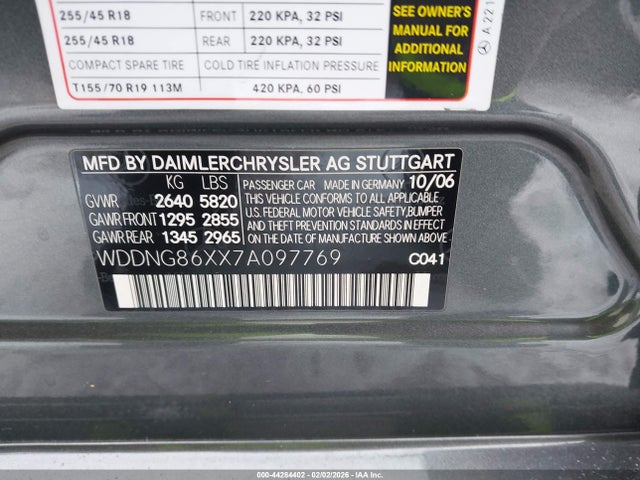 255/45 R18 FRONT 220 KPA, 32 PSI
255/45 R18 REAR 220 KPA, 32 PSI
COMPACT SPARE TIRE COLD TIRE INFLATION PRESSURE
T155/70 R19 113M 420 KPA, 60 PSI
SEE OWNER'S
MANUAL FOR
ADDITIONAL
INFORMATION
A 221
MFD BY DAIMLERCHRYSLER AG STUTTGART
KG LBS
GVWR 2640 5820
GAWR FRONT 1295 2855
GAWR REAR 1345 2965
PASSENGER CAR MADE IN GERMANY 10/06
THIS VEHICLE CONFORMS TO ALL APPLICABLE
U.S. FEDERAL MOTOR VEHICLE SAFETY, BUMPER
AND THEFT PREVENTION STANDARDS IN EFFECT
ON THE DATE OF MANUFACTURE SHOWN ABOVE.
WDDNG86XX7A097769 C041
000-44284402 - 02/02/2026 - IAAHolding, LLC.